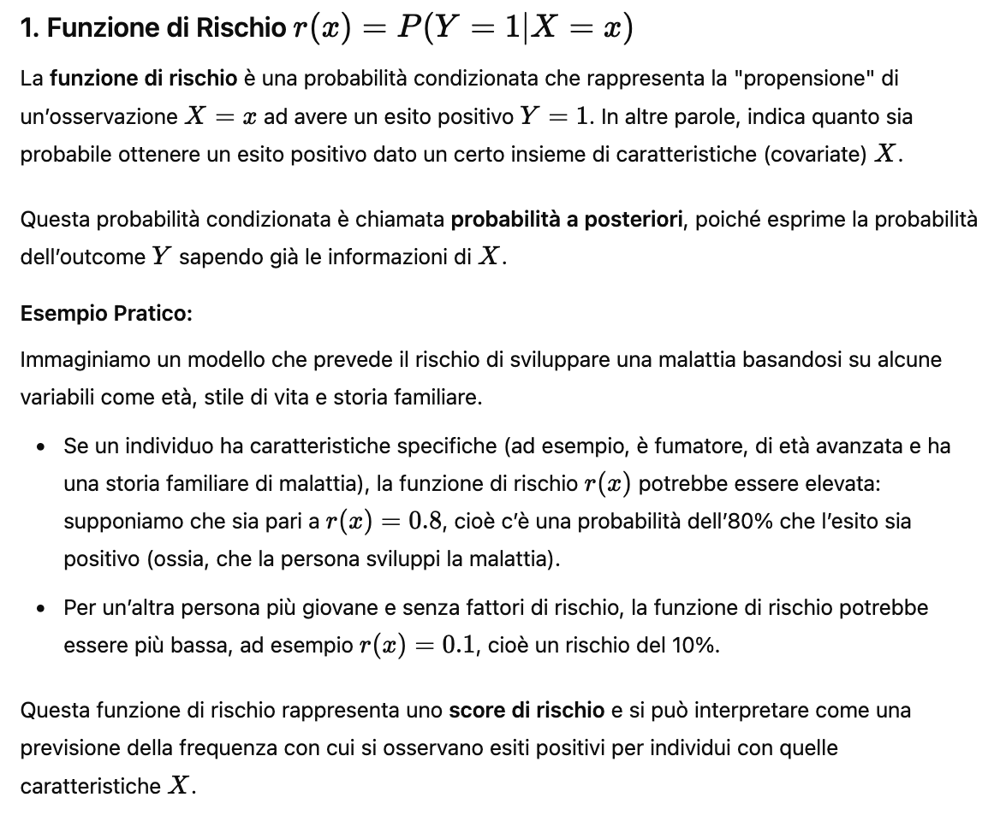 1. Funzione di Rischio r(x) = P(Y = 1|X = x)
La funzione di rischio è una probabilità condizionata che rappresenta la "propensione" di
un’osservazione X = x ad avere un esito positivo Y = 1. In altre parole, indica quanto sia
probabile ottenere un esito positivo dato un certo insieme di caratteristiche (covariate) X.
Questa probabilità condizionata è chiamata probabilità a posteriori, poiché esprime la probabilità
dell’outcome Y sapendo già le informazioni di X.
Esempio Pratico:
Immaginiamo un modello che prevede il rischio di sviluppare una malattia basandosi su alcune
variabili come età, stile di vita e storia familiare.
• Se un individuo ha caratteristiche specifiche (ad esempio, è fumatore, di età avanzata e ha
una storia familiare di malattia), la funzione di rischio r(x) potrebbe essere elevata:
supponiamo che sia pari a r(x) = 0.8, cioè c’è una probabilità dell’80% che l’esito sia
positivo (ossia, che la persona sviluppi la malattia).
• Per un’altra persona più giovane e senza fattori di rischio, la funzione di rischio potrebbe
essere più bassa, ad esempio r(x) = 0.1, cioè un rischio del 10%.
Questa funzione di rischio rappresenta uno score di rischio e si può interpretare come una
previsione della frequenza con cui si osservano esiti positivi per individui con quelle
caratteristiche X.